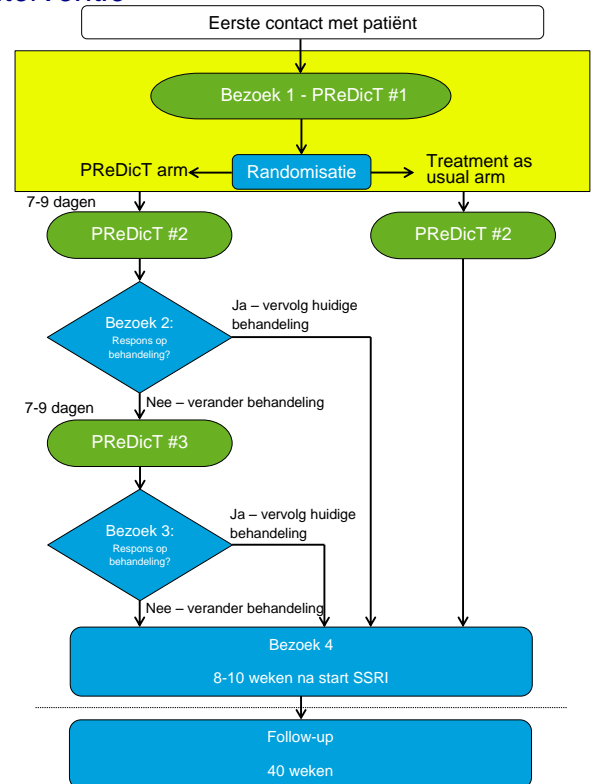 Eerste contact met patiënt
Bezoek 1 - PReDicT #1
PReDicT arm
Randomisatie
Treatment as
usual arm
7-9 dagen
PReDicT #2
PReDicT #2
Bezoek 2:
Respons op
behandeling?
Ja – vervolg huidige
behandeling
Nee – verander behandeling
7-9 dagen
PReDicT #3
Bezoek 3:
Respons op
behandeling?
Ja – vervolg huidige
behandeling
Nee – verander behandeling
Bezoek 4
8-10 weken na start SSRI
Follow-up
40 weken